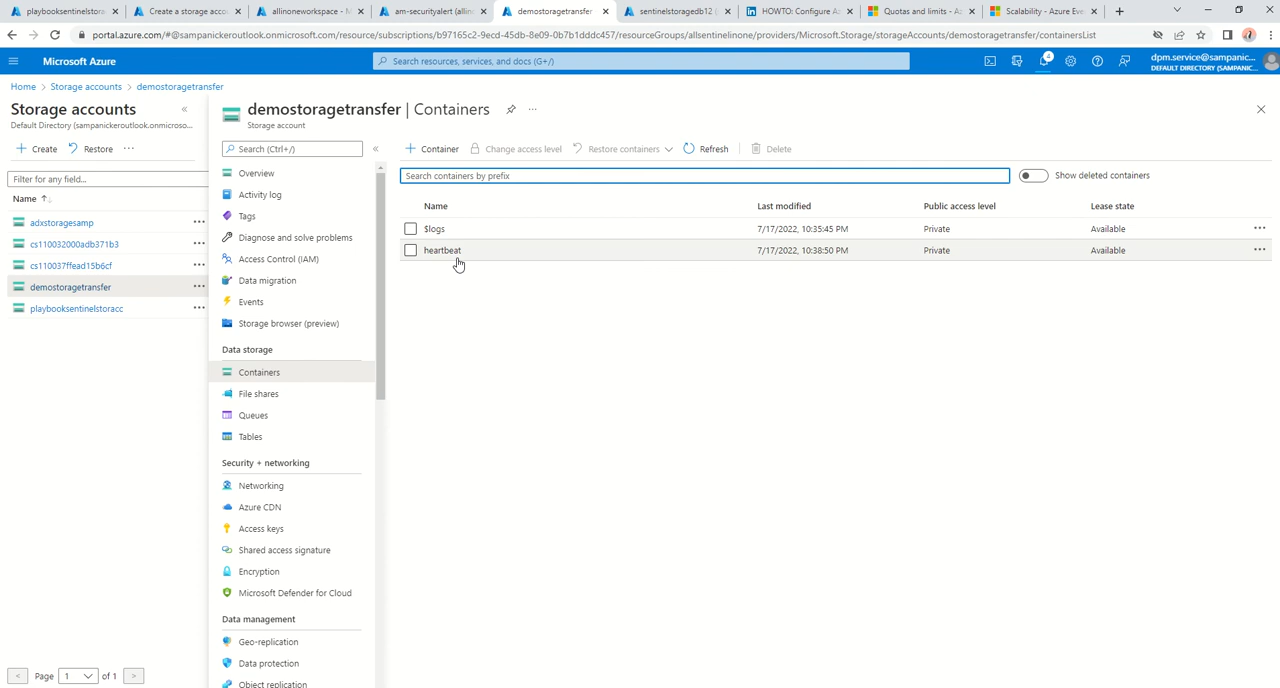 playbooksentinelstora
Create a storage accou
allinoneworkspace - M
am-securityalert (allin
demostoragetransfer
sentinelstoragedb12 (
HOWTO: Configure Az
Quotas and limits - Az
Scalability - Azure Eve
portal.azure.com/#@sampanickeroutlook.onmicrosoft.com/resource/subscriptions/b97165c2-9ecd-45db-8e09-0b7b1dddc457/resourceGroups/allsentinelinone/providers/Microsoft.Storage/storageAccounts/demostoragetransfer/containersList
Microsoft Azure
Search resources, services, and docs (G+/)
4
dpm.service@sampanic...
DEFAULT DIRECTORY (SAMPANIC...
Home > Storage accounts > demostoragetransfer
Storage accounts
Default Directory (sampanickeroutlook.onmicroso...
+ Create
Restore
...
Filter for any field...
Name ↑↓
adxstoragesamp
cs110032000adb371b3
cs110037ffead15b6cf
demostoragetransfer
playbooksentinelstoracc
< Page 1 of 1 >
demostoragetransfer | Containers
Storage account
Search (Ctrl+/)
Overview
Activity log
Tags
Diagnose and solve problems
Access Control (IAM)
Data migration
Events
Storage browser (preview)
Data storage
Containers
File shares
Queues
Tables
Security + networking
Networking
Azure CDN
Access keys
Shared access signature
Encryption
Microsoft Defender for Cloud
Data management
Geo-replication
Data protection
Object replication
+ Container
Change access level
Restore containers
Refresh
Delete
Search containers by prefix
Show deleted containers
Name Last modified Public access level Lease state
$logs 7/17/2022, 10:35:45 PM Private Available ...
heartbeat 7/17/2022, 10:38:50 PM Private Available ...